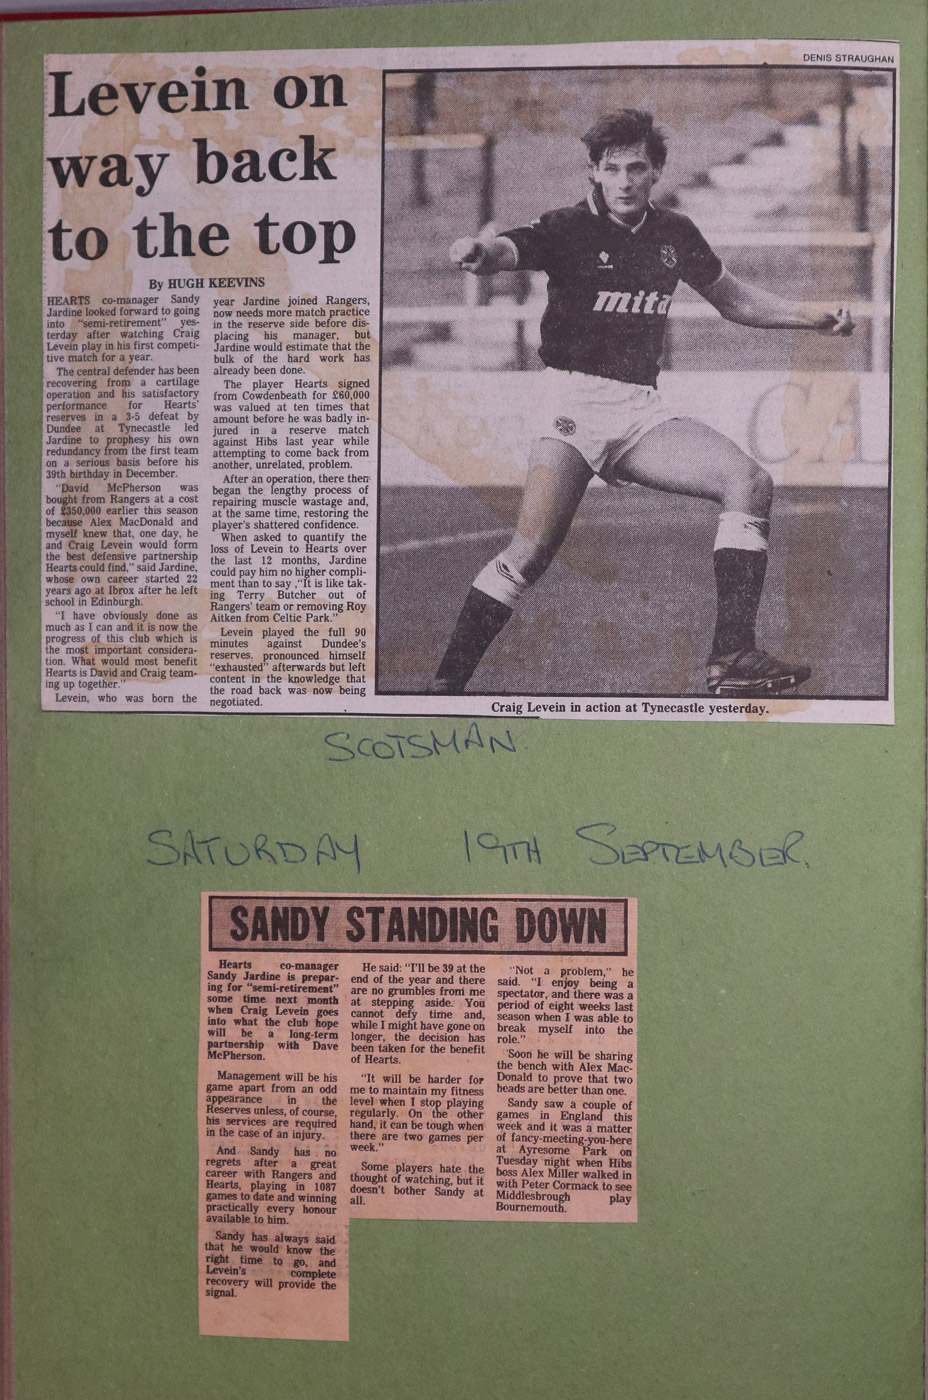 DENIS STRAUGHAN
Levein on
way back
to the top
By HUGH KEEVINS
HEARTS co-manager Sandy
Jardine looked forward to going
into "semi-retirement" yes-
terday after watching Craig
Levein play in his first competi-
tive match for a year.
The central defender has been
recovering from a cartilage
operation and his satisfactory
performance for Hearts'
reserves in a 3-5 defeat by
Dundee at Tynecastle led
Jardine to prophesy his own
redundancy from the first team
on a serious basis before his
39th birthday in December.
"David McPherson was
bought from Rangers at a cost
of £350,000 earlier this season
because Alex MacDonald and
myself knew that, one day, he
and Craig Levein would form
the best defensive partnership
Hearts could find," said Jardine,
whose own career started 22
years ago at Ibrox after he left
school in Edinburgh.
"I have obviously done as
much as I can and it is now the
progress of this club which is
the most important considera-
tion. What would most benefit
Hearts is David and Craig team-
ing up together."
Levein, who was born the
year Jardine joined Rangers,
now needs more match practice
in the reserve side before dis-
placing his manager, but
Jardine would estimate that the
bulk of the hard work has
already been done.
The player Hearts signed
from Cowdenbeath for £60,000
was valued at ten times that
amount before he was badly in-
jured in a reserve match
against Hibs last year while
attempting to come back from
another, unrelated, problem.
After an operation, there then
began the lengthy process of
repairing muscle wastage and,
at the same time, restoring the
player's shattered confidence.
When asked to quantify the
loss of Levein to Hearts over
the last 12 months, Jardine
could pay him no higher compli-
ment than to say ,"It is like tak-
ing Terry Butcher out of
Rangers' team or removing Roy
Aitken from Celtic Park."
Levein played the full 90
minutes against Dundee's
reserves, pronounced himself
"exhausted" afterwards but left
content in the knowledge that
the road back was now being
negotiated.
mita
Craig Levein in action at Tynecastle yesterday.
SCOTSMAN
SATURDAY 19TH SEPTEMBER.
SANDY STANDING DOWN
Hearts co-manager
Sandy Jardine is prepar-
ing for "semi-retirement"
some time next month
when Craig Levein goes
into what the club hope
will be a long-term
partnership with Dave
McPherson.
Management will be his
game apart from an odd
appearance in the
Reserves unless, of course,
his services are required
in the case of an injury.
And Sandy has no
regrets after a great
career with Rangers and
Hearts, playing in 1087
games to date and winning
practically every honour
available to him.
Sandy has always said
that he would know the
right time to go, and
Levein's complete
recovery will provide the
signal.
He said: "I'll be 39 at the
end of the year and there
are no grumbles from me
at stepping aside. You
cannot defy time and,
while I might have gone on
longer, the decision has
been taken for the benefit
of Hearts.
"It will be harder for
me to maintain my fitness
level when I stop playing
regularly. On the other
hand, it can be tough when
there are two games per
week."
Some players hate the
thought of watching, but it
doesn't bother Sandy at
all.
"Not a problem," he
said. "I enjoy being a
spectator, and there was a
period of eight weeks last
season when I was able to
break myself into the
role."
Soon he will be sharing
the bench with Alex Mac-
Donald to prove that two
heads are better than one.
Sandy saw a couple of
games in England this
week and it was a matter
of fancy-meeting-you-here
at Ayresome Park on
Tuesday night when Hibs
boss Alex Miller walked in
with Peter Cormack to see
Middlesbrough play
Bournemouth.